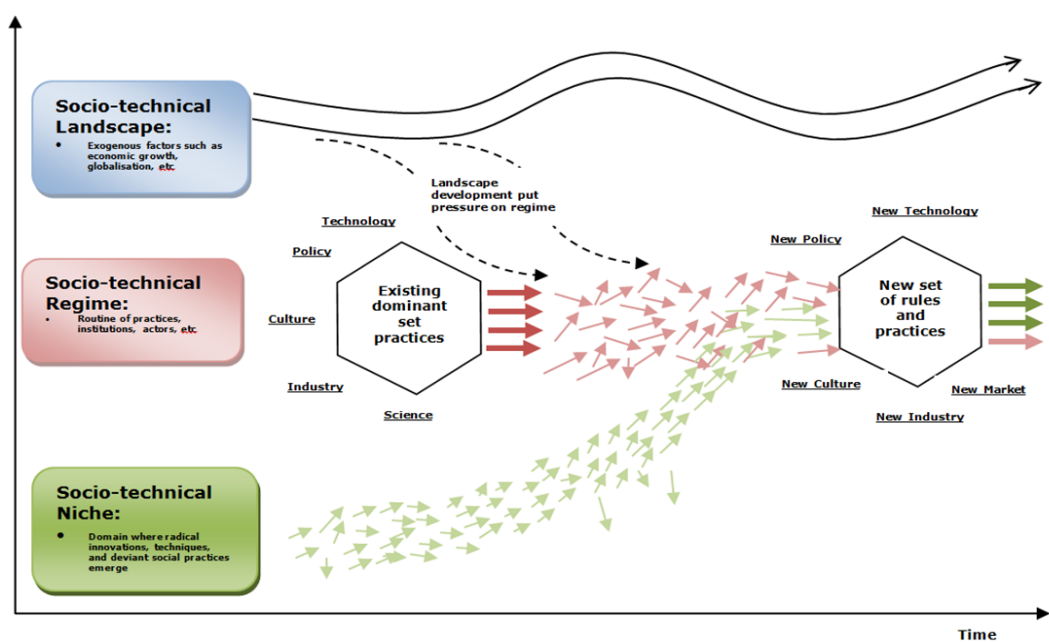 Socio-technical
Landscape:
• Exogenous factors such as
economic growth,
globalisation, etc
Landscape
development put
pressure on regime
Technology
Policy
Culture
Industry
Science
Existing
dominant
set
practices
New Technology
New Policy
New Culture
New Industry
New Market
New set
of rules
and
practices
Socio-technical
Regime:
• Routine of practices,
institutions, actors, etc
Socio-technical
Niche:
• Domain where radical
innovations, techniques,
and deviant social practices
emerge
Time